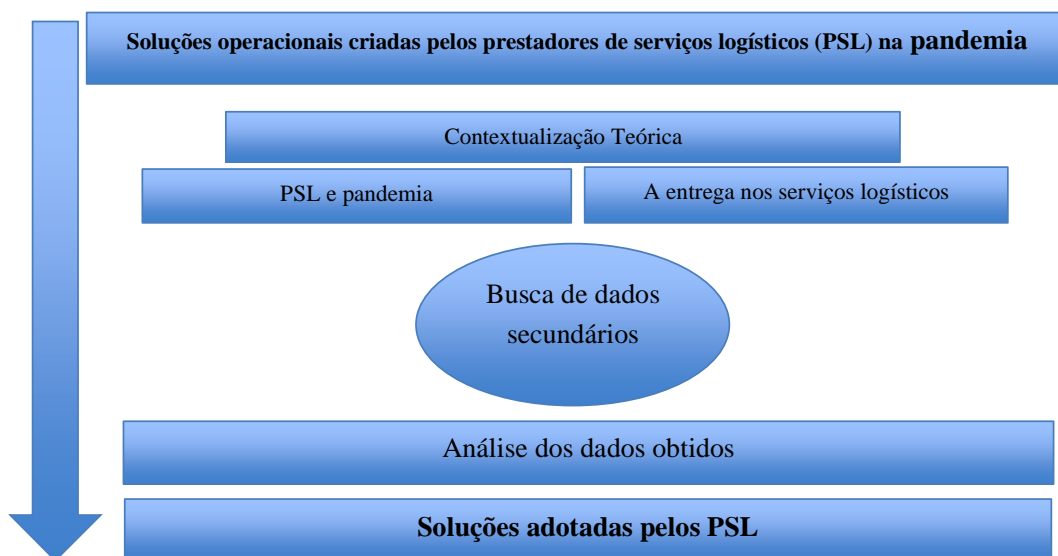 Soluções operacionais criadas pelos prestadores de serviços logísticos (PSL) na pandemia
Contextualização Teórica
PSL e pandemia
A entrega nos serviços logísticos
Busca de dados
secundários
Análise dos dados obtidos
Soluções adotadas pelos PSL